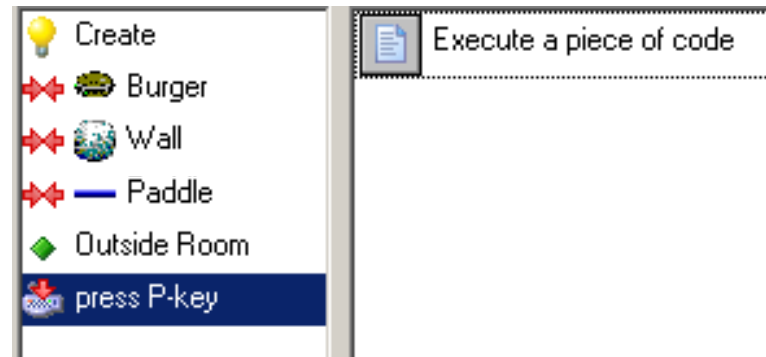 Create
Burger
Wall
Paddle
Outside Room
press P-key
Execute a piece of code